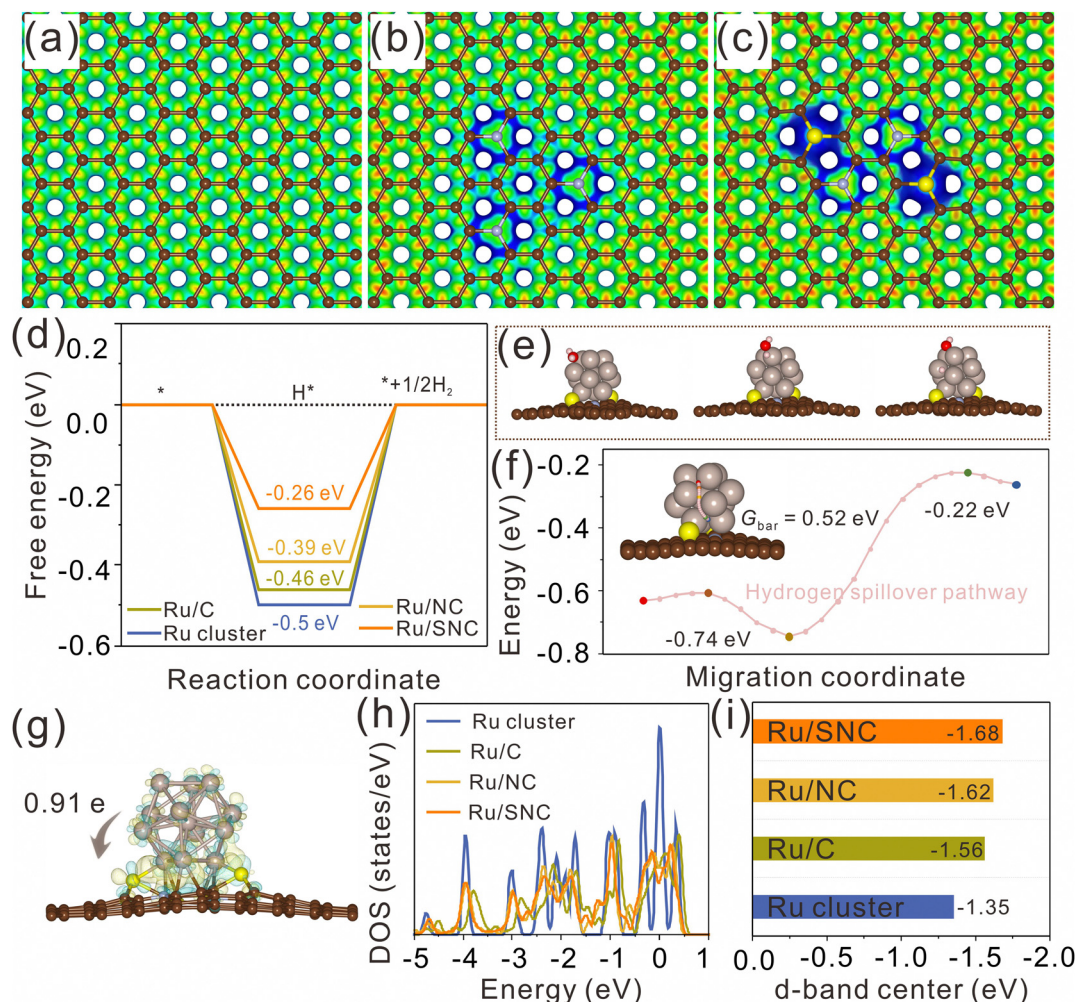 (a)
(b)
(c)
(d)
0.2
0.0
-0.2
-0.4
-0.6
Free energy (eV)
*
H*
*+1/2H₂
-0.26 eV
-0.39 eV
-0.46 eV
-0.5 eV
Ru/C
Ru cluster
Ru/NC
Ru/SNC
Reaction coordinate
(e)
(f)
-0.2
-0.4
-0.6
-0.8
Energy (eV)
Gbar = 0.52 eV
-0.22 eV
Hydrogen spillover pathway
-0.74 eV
Migration coordinate
(g)
0.91 e
(h)
DOS (states/eV)
Ru cluster
Ru/C
Ru/NC
Ru/SNC
-5 -4 -3 -2 -1 0 1
Energy (eV)
(i)
Ru/SNC -1.68
Ru/NC -1.62
Ru/C -1.56
Ru cluster -1.35
0.0 -0.5 -1.0 -1.5 -2.0
d-band center (eV)